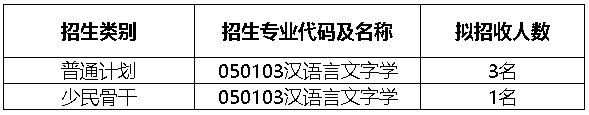 招生类别 招生专业代码及名称 拟招收人数
普通计划 050103汉语言文字学 3名
少民骨干 050103汉语言文字学 1名